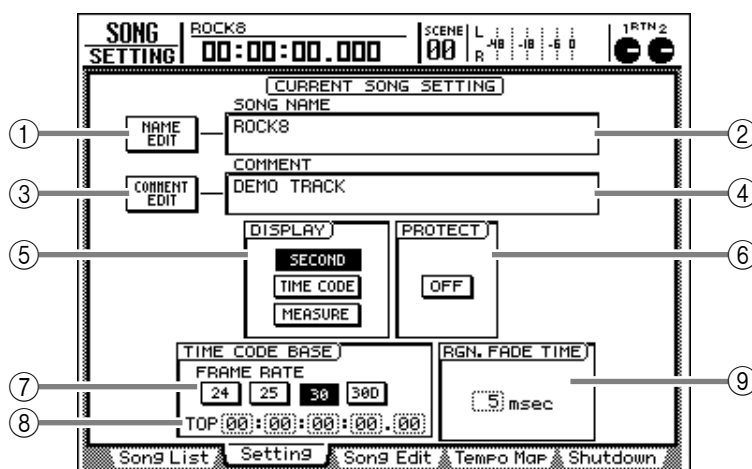 SONG SETTING
ROCK8
00:00:00.000
SCENE
00
L
R
-48 -18 -6 0
1 RTN 2
CURRENT SONG SETTING
SONG NAME
① NAME EDIT ROCK8 ②
COMMENT
③ COMMENT EDIT DEMO TRACK ④
DISPLAY PROTECT
⑤ SECOND ⑥
TIME CODE OFF
MEASURE
TIME CODE BASE RGN. FADE TIME
FRAME RATE
⑦ 24 25 30 30D ⑨
5 msec
⑧ TOP 00:00:00:00.00
Song List Setting Song Edit Tempo Map Shutdown